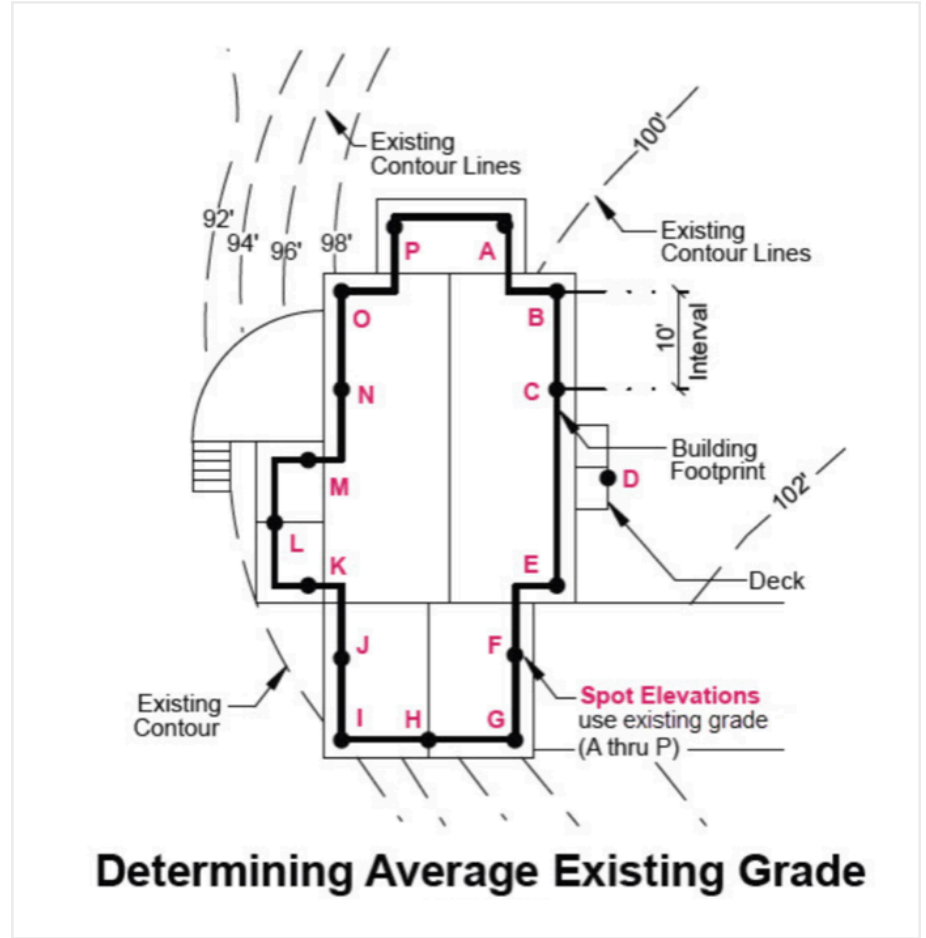 Existing
Contour Lines
100'
92'
94'
96'
98'
Existing
Contour Lines
P
A
O
B
10'
Interval
N
C
Building
Footprint
M
D
102'
L
K
E
Deck
J
F
Existing
Contour
I
H
G
Spot Elevations
use existing grade
(A thru P)
Determining Average Existing Grade